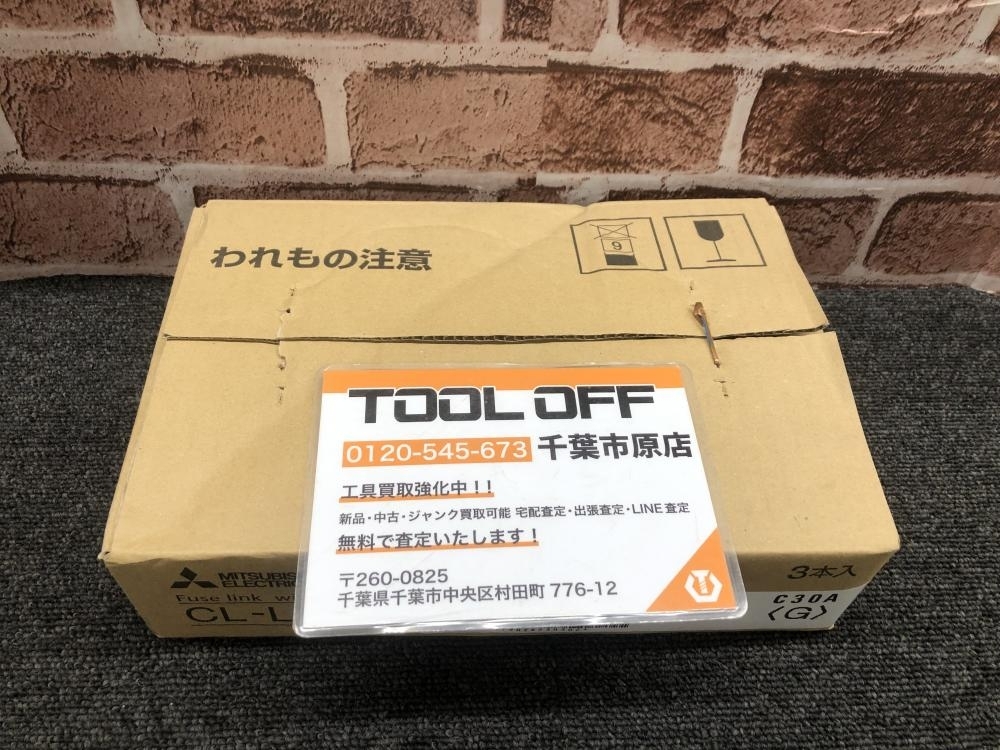 われもの注意
9
TOOL OFF
0120-545-673 千葉市原店
工具買取強化中!!
新品・中古・ジャンク買取可能 宅配査定・出張査定・LINE査定
無料で査定いたします!
〒260-0825
千葉県千葉市中央区村田町 776-12
3本入
C30A
〈G〉
ELECTRIC
Fuse link
CL-L